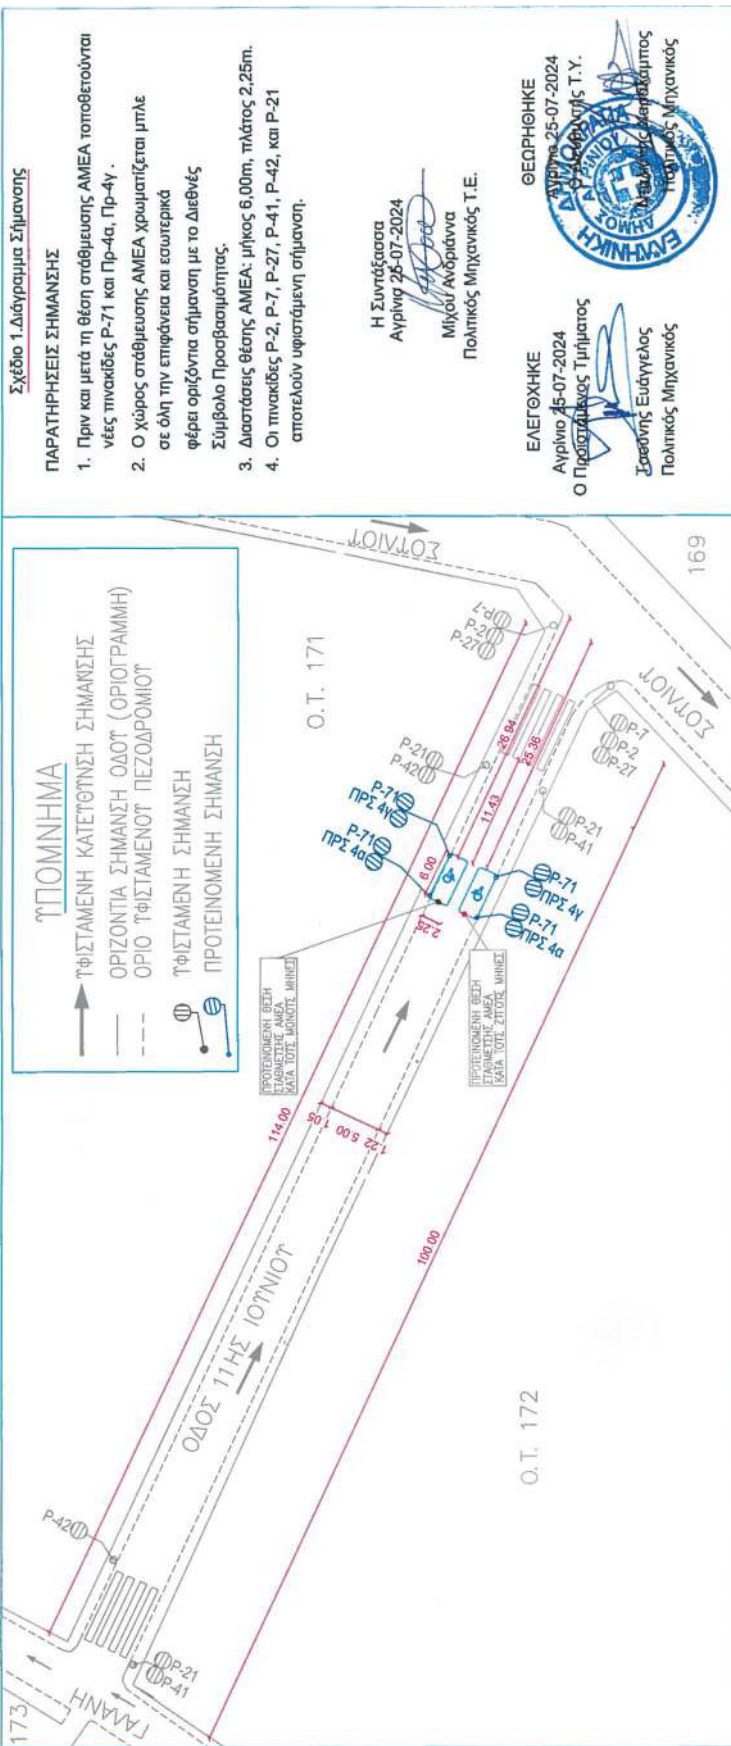 Σχέδιο 1.Διάγραμμα Σήμανσης
ΠΑΡΑΤΗΡΗΣΕΙΣ ΣΗΜΑΝΣΗΣ
1. Πριν και μετά τη θέση στάθμευσης ΑΜΕΑ τοποθετούνται
νέες πινακίδες P-71 και Πρ-4α, Πρ-4γ .
2. Ο χώρος στάθμευσης ΑΜΕΑ χρωματίζεται μπλε
σε όλη την επιφάνεια και εσωτερικά
φέρει οριζόντια σήμανση με το Διεθνές
Σύμβολο Προσβασιμότητας.
3. Διαστάσεις θέσης ΑΜΕΑ: μήκος 6,00m, πλάτος 2,25m.
4. Οι πινακίδες P-2, P-7, P-27, P-41, P-42, και P-21
αποτελούν υφιστάμενη σήμανση.
Η Συντάξασα
Αγρίνιο 25-07-2024
Μίχου Ανδριάννα
Πολιτικός Μηχανικός Τ.Ε.
ΕΛΕΓΧΘΗΚΕ
Αγρίνιο 25-07-2024
Ο Προϊστάμενος Τμήματος
Ευάγγελος
Πολιτικός Μηχανικός
ΘΕΩΡΗΘΗΚΕ
Αγρίνιο 25-07-2024
Ο Διευθυντής Τ.Υ.
Πολιτικός Μηχανικός
ΕΛΛΗΝΙΚΗ ΔΗΜΟΚΡΑΤΙΑ
ΔΗΜΟΣ ΑΓΡΙΝΙΟΥ
ΥΠΟΜΝΗΜΑ
ΥΦΙΣΤΑΜΕΝΗ ΚΑΤΕΥΘΥΝΣΗ ΣΗΜΑΝΣΗΣ
ΟΡΙΖΟΝΤΙΑ ΣΗΜΑΝΣΗ ΟΔΟΥ (ΟΡΙΟΓΡΑΜΜΗ)
ΟΡΙΟ ΥΦΙΣΤΑΜΕΝΟΥ ΠΕΖΟΔΡΟΜΙΟΥ
ΥΦΙΣΤΑΜΕΝΗ ΣΗΜΑΝΣΗ
ΠΡΟΤΕΙΝΟΜΕΝΗ ΣΗΜΑΝΣΗ
Ο.Τ. 171
ΣΟΥΛΙΟΥ
169
ΣΟΥΛΙΟΥ
P-7
P-2
P-27
P-21
P-42
P-71
ΠΡΣ 4γ
P-71
ΠΡΣ 4α
6.00
2.25
26.94
25.36
11.43
P-7
P-2
P-27
P-21
P-41
P-71
ΠΡΣ 4γ
P-71
ΠΡΣ 4α
ΠΡΟΤΕΙΝΟΜΕΝΗ ΘΕΣΗ
ΣΤΑΘΜΕΥΣΗΣ ΑΜΕΑ
ΚΑΤΑ ΤΟΥΣ ΜΟΝΟΥΣ ΜΗΝΕΣ
ΠΡΟΤΕΙΝΟΜΕΝΗ ΘΕΣΗ
ΣΤΑΘΜΕΥΣΗΣ ΑΜΕΑ
ΚΑΤΑ ΤΟΥΣ ΖΥΓΟΥΣ ΜΗΝΕΣ
114.00
1.05
5.00
1.22
100.00
ΟΔΟΣ 11ΗΣ ΙΟΥΝΙΟΥ
Ο.Τ. 172
P-42
P-21
P-41
ΓΑΛΑΝΗ
173